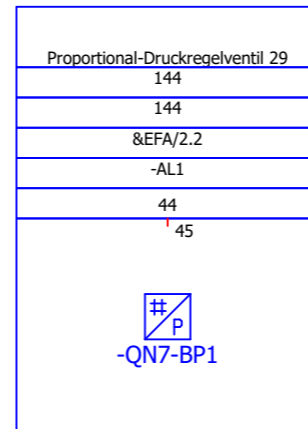 Proportional-Druckregelventil 29
144
144
&EFA/2.2
-AL1
44
45
#
P
-QN7-BP1